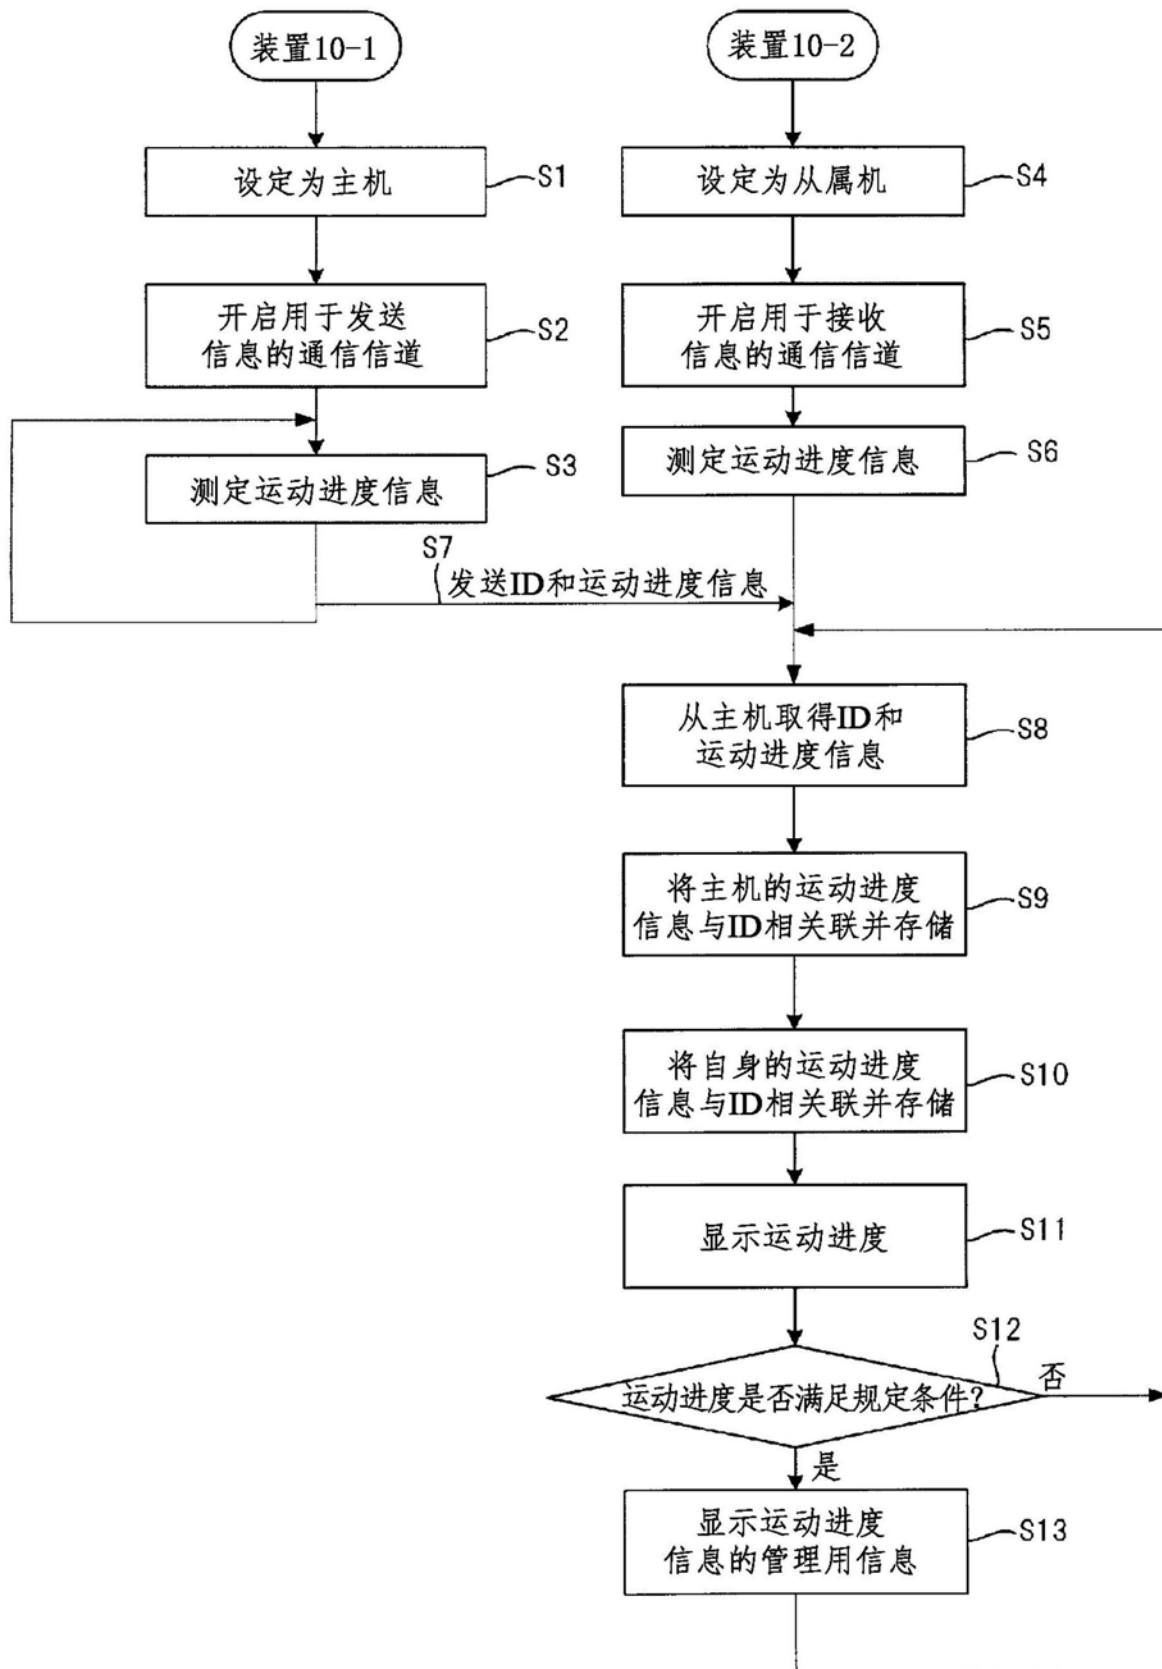 装置10-1
装置10-2
设定为主机
S1
设定为从属机
S4
开启用于发送
信息的通信信道
S2
开启用于接收
信息的通信信道
S5
测定运动进度信息
S3
测定运动进度信息
S6
S7
发送ID和运动进度信息
从主机取得ID和
运动进度信息
S8
将主机的运动进度
信息与ID相关联并存储
S9
将自身的运动进度
信息与ID相关联并存储
S10
显示运动进度
S11
S12
运动进度是否满足规定条件?
否
是
显示运动进度
信息的管理用信息
S13